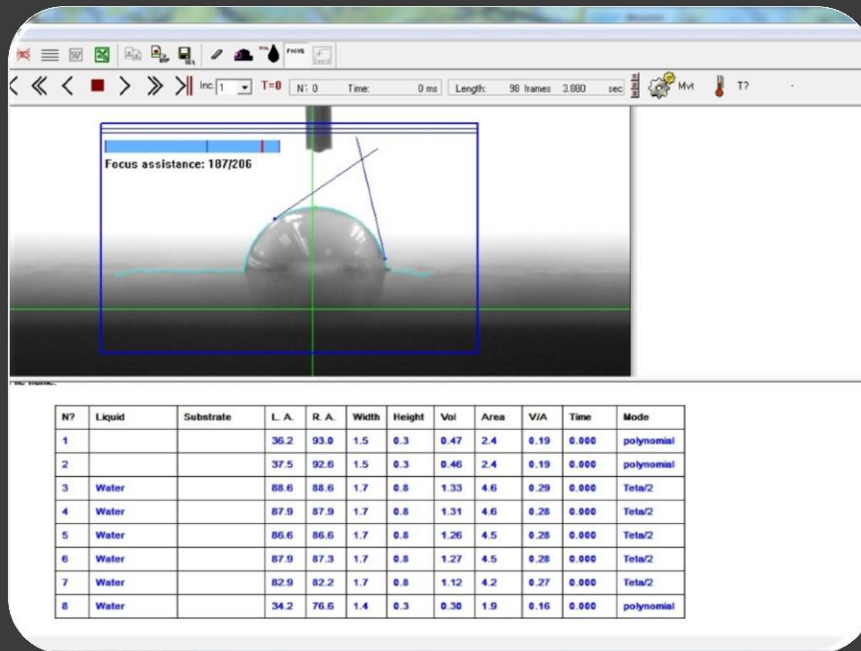 Inc. 1 T=0 N°: 0 Time: 0 ms Length: 98 frames 3.880 sec Mvt T?
Focus assistance: 187/206
N? Liquid Substrate L. A. R. A. Width Height Vol Area V/A Time Mode
1 36.2 93.0 1.5 0.3 0.47 2.4 0.19 0.000 polynomial
2 37.5 92.6 1.5 0.3 0.46 2.4 0.19 0.000 polynomial
3 Water 88.6 88.6 1.7 0.8 1.33 4.6 0.29 0.000 Teta/2
4 Water 87.9 87.9 1.7 0.8 1.31 4.6 0.28 0.000 Teta/2
5 Water 86.6 86.6 1.7 0.8 1.26 4.5 0.28 0.000 Teta/2
6 Water 87.9 87.3 1.7 0.8 1.27 4.5 0.28 0.000 Teta/2
7 Water 82.9 82.2 1.7 0.8 1.12 4.2 0.27 0.000 Teta/2
8 Water 34.2 76.6 1.4 0.3 0.30 1.9 0.16 0.000 polynomial